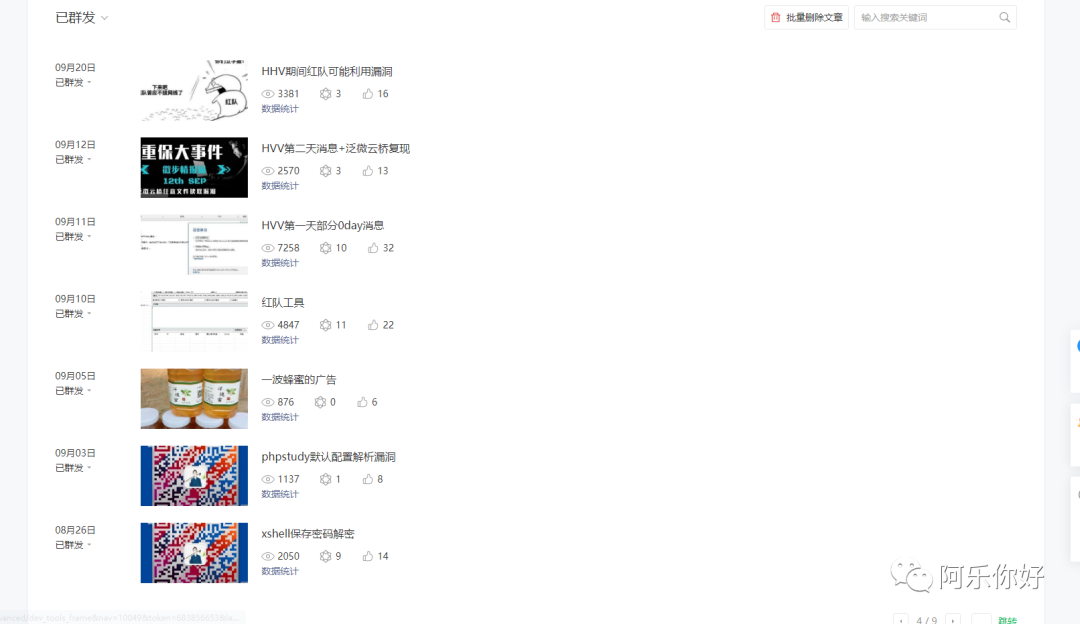 已群发
批量删除文章
输入搜索关键词
09月20日
已群发
下来吧
红队
HHV期间红队可能利用漏洞
3381 3 16
数据统计
09月12日
已群发
重保大事件
微步情报局
12th SEP
HVV第二天消息+泛微云桥复现
2570 3 13
数据统计
09月11日
已群发
HVV第一天部分0day消息
7258 10 32
数据统计
09月10日
已群发
红队工具
4847 11 22
数据统计
09月05日
已群发
一波蜂蜜的广告
876 0 6
数据统计
09月03日
已群发
phpstudy默认配置解析漏洞
1137 1 8
数据统计
08月26日
已群发
xshell保存密码解密
2050 9 14
数据统计
阿乐你好
4 / 9 跳转